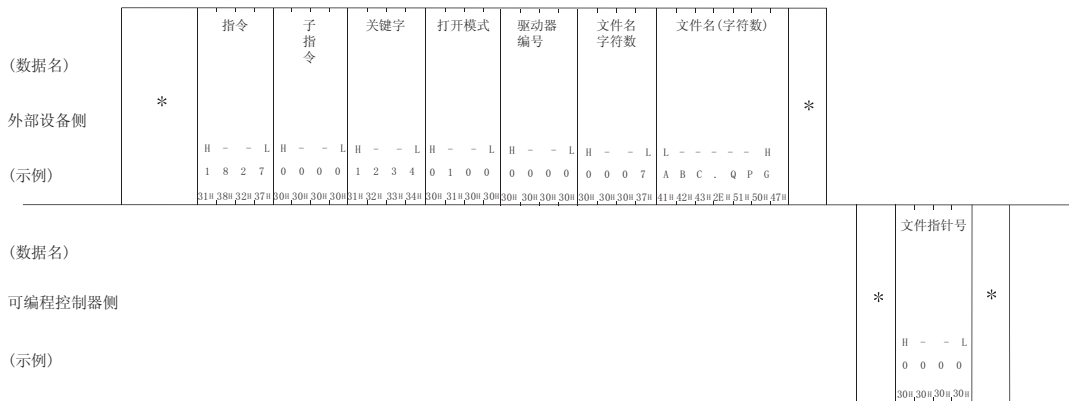 指令 子指令 关键字 打开模式 驱动器编号 文件名字符数 文件名(字符数)
(数据名)
* *
外部设备侧
H - - L H - - L H - - L H - - L H - - L H - - L L - - - - - H
(示例) 1 8 2 7 0 0 0 0 1 2 3 4 0 1 0 0 0 0 0 0 0 0 0 7 A B C . Q P G
31H 38H 32H 37H 30H 30H 30H 30H 31H 32H 33H 34H 30H 31H 30H 30H 30H 30H 30H 30H 30H 30H 30H 37H 41H 42H 43H 2EH 51H 50H 47H
文件指针号
(数据名)
可编程控制器侧 * *
H - - L
(示例) 0 0 0 0
30H 30H 30H 30H